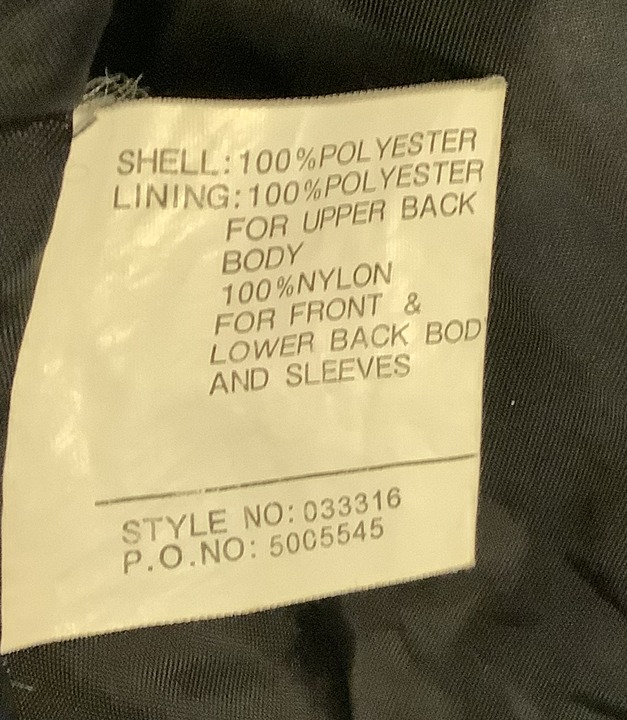 SHELL: 100%POLYESTER
LINING: 100%POLYESTER
FOR UPPER BACK
BODY
100%NYLON
FOR FRONT &
LOWER BACK BOD
AND SLEEVES
STYLE NO: 033316
P.O.NO: 5005545